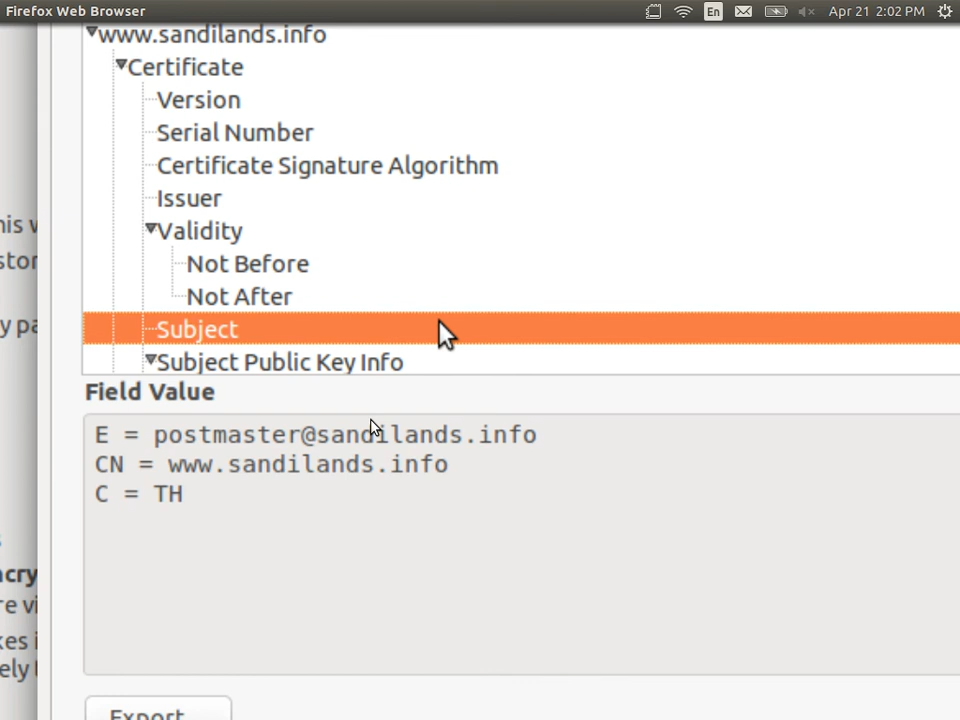 Firefox Web Browser
En
Apr 21 2:02 PM
www.sandilands.info
Certificate
Version
Serial Number
Certificate Signature Algorithm
Issuer
Validity
Not Before
Not After
Subject
Subject Public Key Info
Field Value
E = postmaster@sandilands.info
CN = www.sandilands.info
C = TH
Export